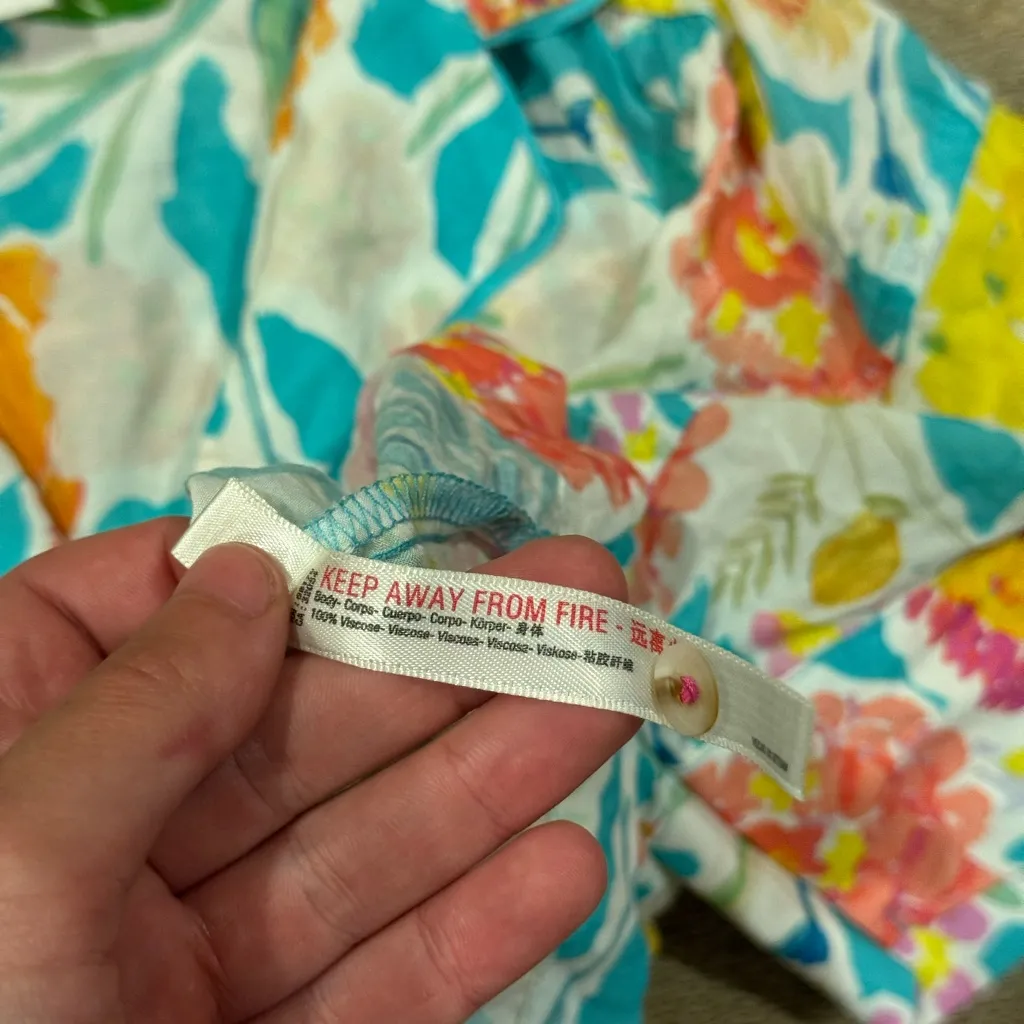 KEEP AWAY FROM FIRE - 远离
Body- Corps- Cuerpo- Corpo- Körper- 身体
100% Viscose- Viscose- Viscosa- Viscosa- Viskose-粘胶纤维